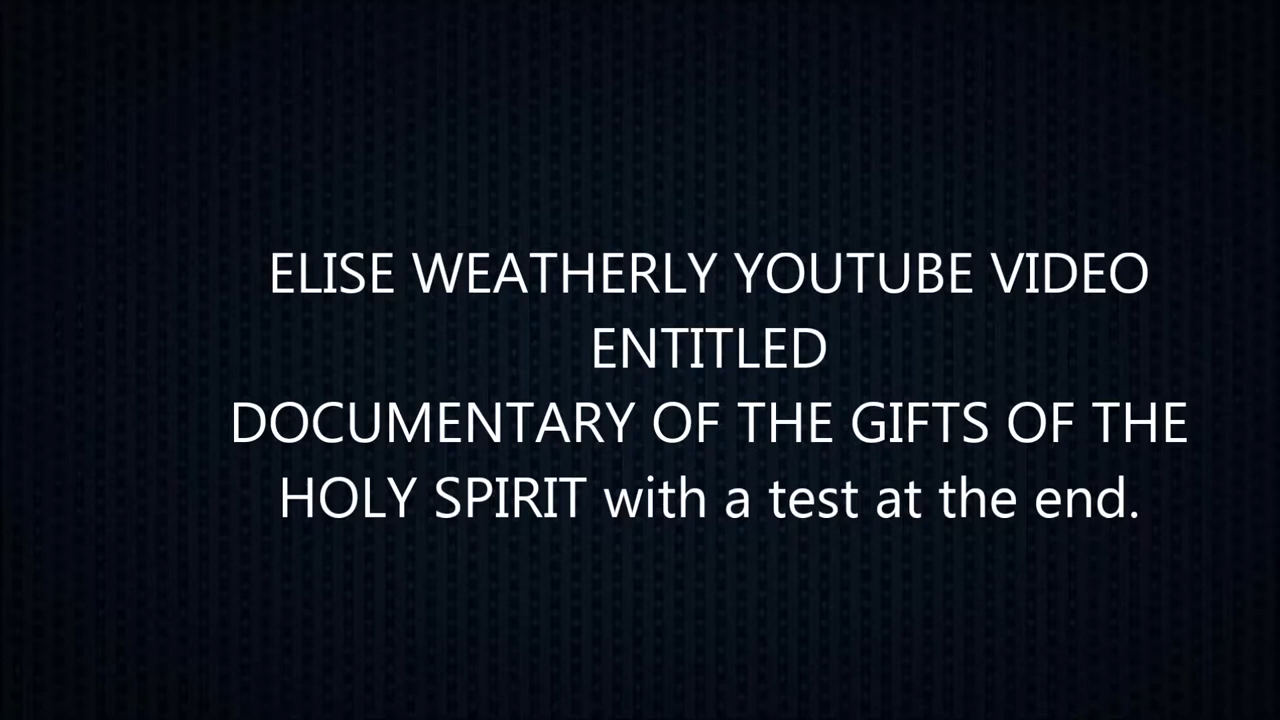 ELISE WEATHERLY YOUTUBE VIDEO
ENTITLED
DOCUMENTARY OF THE GIFTS OF THE
HOLY SPIRIT with a test at the end.